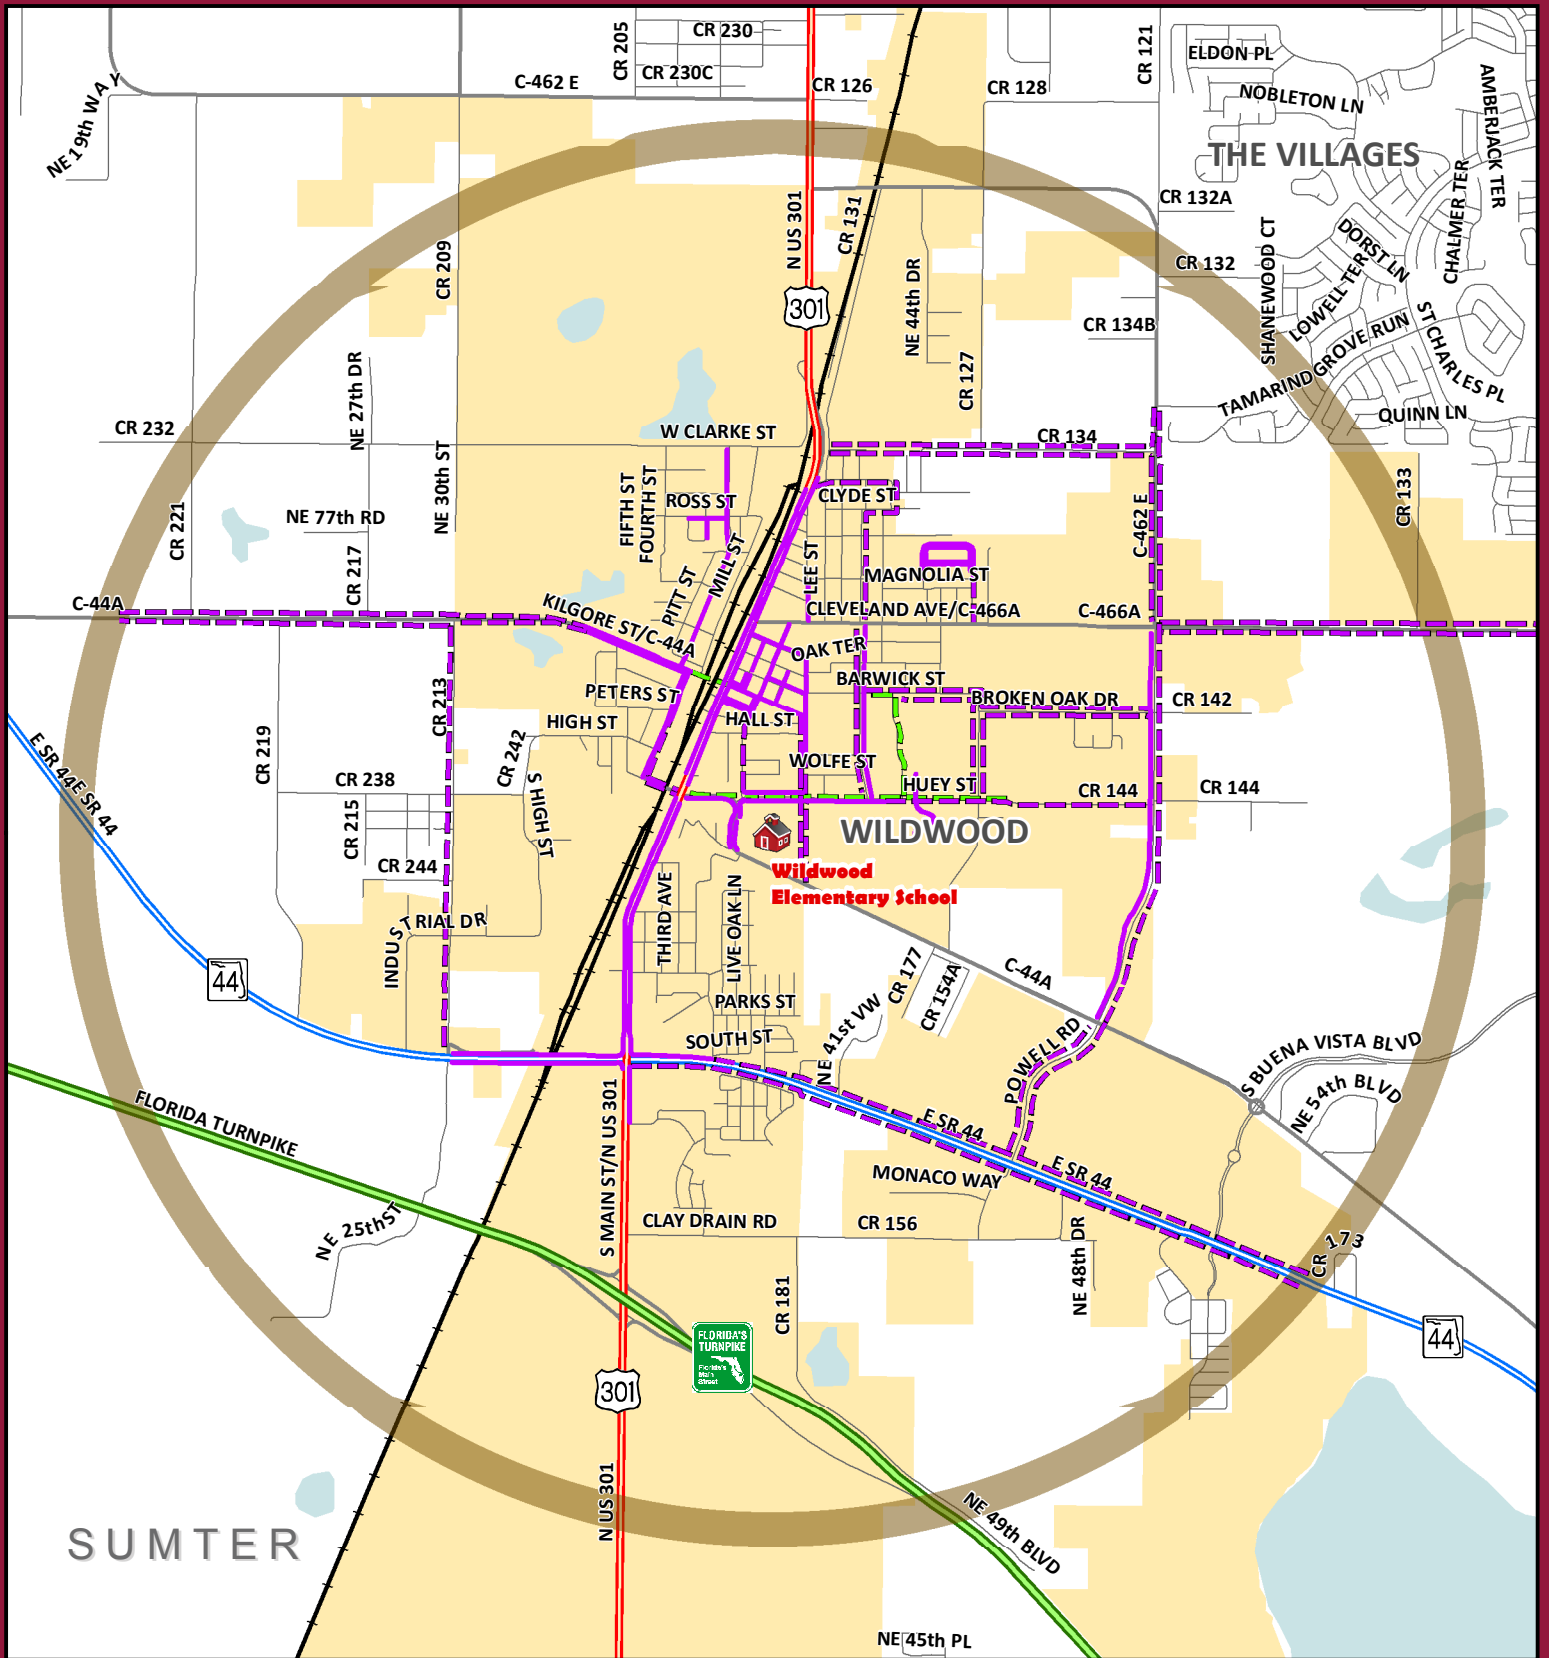 CR 205
CR 230
CR 121
ELDON PL
C-462 E
CR 230C
CR 126
CR 128
NOBLETON LN
AMBERJACK TER
NE 19th WAY
THE VILLAGES
CR 132A
CHALMER TER
N US 301
CR 131
SHANEWOOD CT
DORST LN
CR 209
CR 132
LOWELL TER
301
NE 44th DR
CR 134B
TAMARIND GROVE RUN
ST CHARLES PL
NE 27th DR
CR 127
QUINN LN
CR 232
W CLARKE ST
CR 134
NE 30th ST
FIFTH ST
FOURTH ST
ROSS ST
CLYDE ST
CR 133
CR 221
NE 77th RD
C-462 E
CR 217
PITT ST
MILL ST
LEE ST
MAGNOLIA ST
C-44A
KILGORE ST/C-44A
CLEVELAND AVE/C-466A
C-466A
OAK TER
BARWICK ST
CR 213
PETERS ST
BROKEN OAK DR
CR 142
HIGH ST
HALL ST
CR 219
CR 242
WOLFE ST
E SR 44
E SR 44
CR 238
HUEY ST
CR 144
CR 144
CR 215
S HIGH ST
WILDWOOD
CR 244
Wildwood
Elementary School
THIRD AVE
LIVE OAK LN
INDUSTRIAL DR
44
CR 177
CR 154A
C-44A
PARKS ST
NE 41st VW
SOUTH ST
POWELL RD
S BUENA VISTA BLVD
NE 54th BLVD
FLORIDA TURNPIKE
S MAIN ST/N US 301
E SR 44
E SR 44
MONACO WAY
NE 25th ST
CLAY DRAIN RD
CR 156
NE 48th DR
CR 173
CR 181
FLORIDA'S
TURNPIKE
Florida's
Main
Street
44
301
N US 301
NE 49th BLVD
SUMTER
NE 45th PL